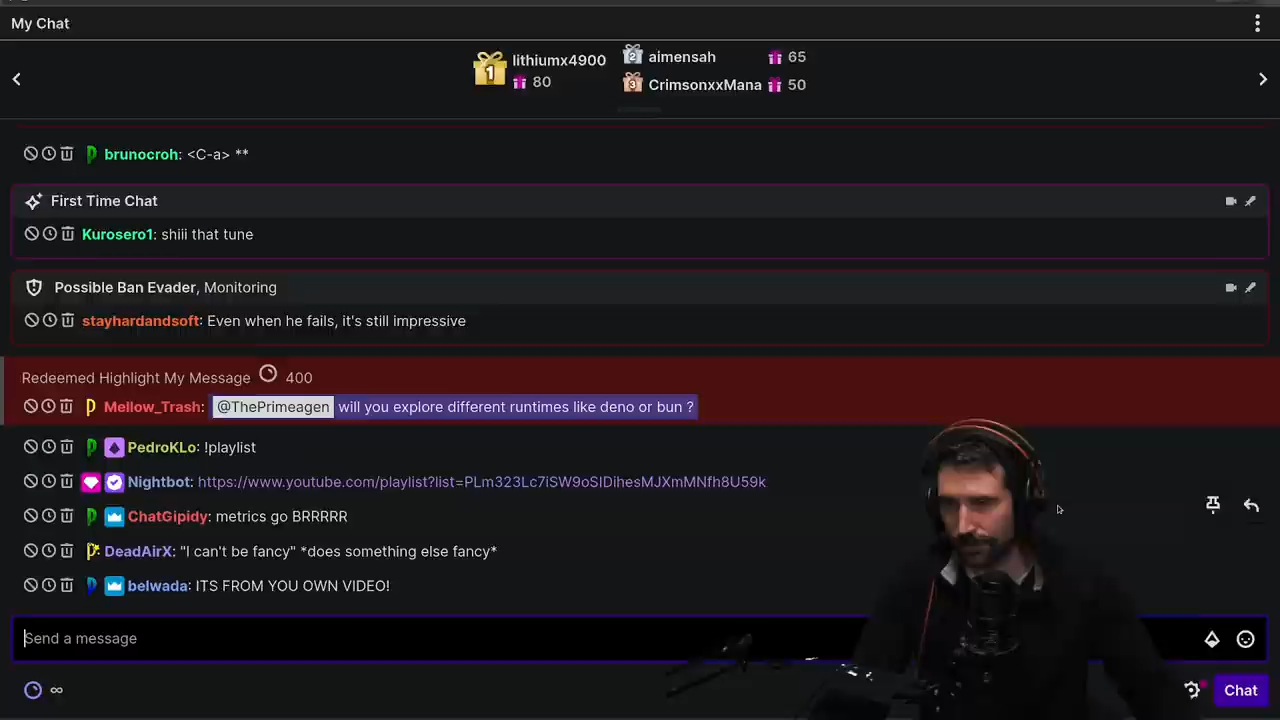 My Chat
1 lithiumx4900
80
2 aimensah 65
3 CrimsonxxMana 50
brunocroh: <C-a> **
First Time Chat
Kurosero1: shiii that tune
Possible Ban Evader, Monitoring
stayhardandsoft: Even when he fails, it's still impressive
Redeemed Highlight My Message 400
Mellow_Trash: @ThePrimeagen will you explore different runtimes like deno or bun ?
PedroKLo: !playlist
Nightbot: https://www.youtube.com/playlist?list=PLm323Lc7iSW9oSIDihesMJXmMNfh8U59k
ChatGipidy: metrics go BRRRRR
DeadAirX: "I can't be fancy" *does something else fancy*
belwada: ITS FROM YOU OWN VIDEO!
Send a message
∞
Chat